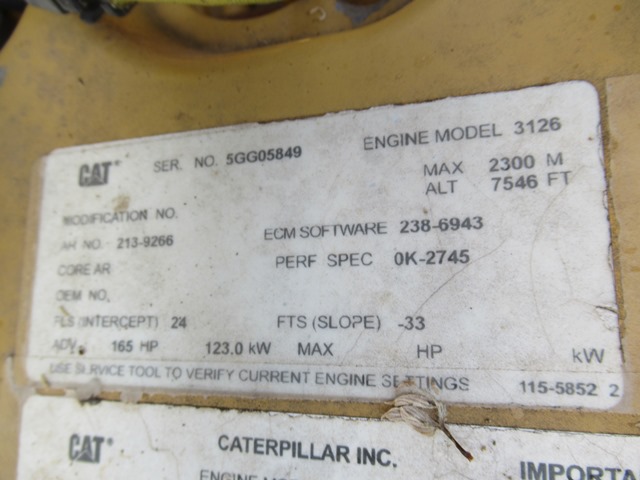 CAT SER. NO. 5GG05849 ENGINE MODEL 3126
MAX 2300 M
ALT 7546 FT
MODIFICATION NO.
AR NO. 213-9266 ECM SOFTWARE 238-6943
CORE AR PERF SPEC 0K-2745
OEM NO.
FLS (INTERCEPT) 24 FTS (SLOPE) -33
ADV. 165 HP 123.0 kW MAX HP kW
USE SERVICE TOOL TO VERIFY CURRENT ENGINE SETTINGS 115-5852 2
CAT CATERPILLAR INC.
ENGINE